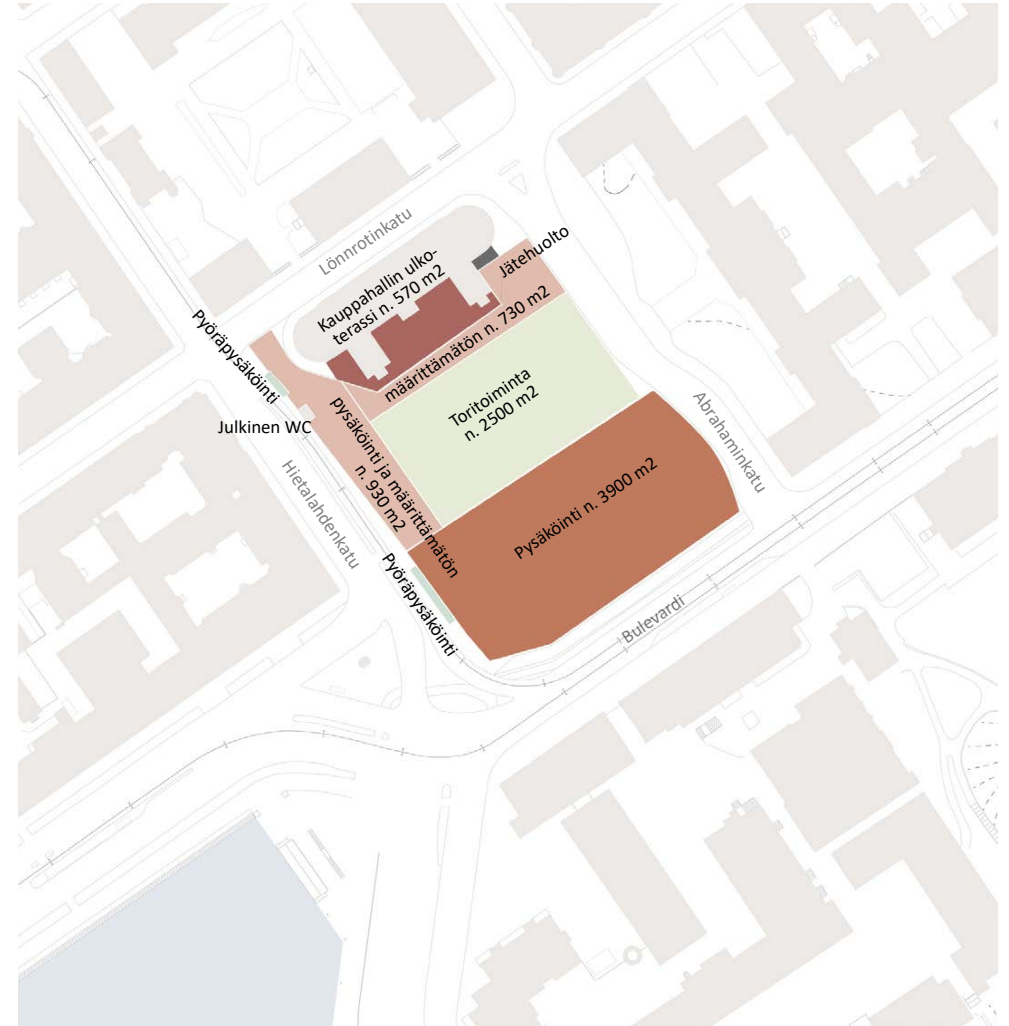 Lönnrotinkatu
Jätehuolto
Kauppahallin ulko-
terassi n. 570 m2
määrittämätön n. 730 m2
Pyöräpysäköinti
Julkinen WC
pysäköinti ja määrittämätön
n. 930 m2
Toritoiminta
n. 2500 m2
Abrahaminkatu
Hietalahdenkatu
Pysäköinti n. 3900 m2
Pyöräpysäköinti
Bulevardi